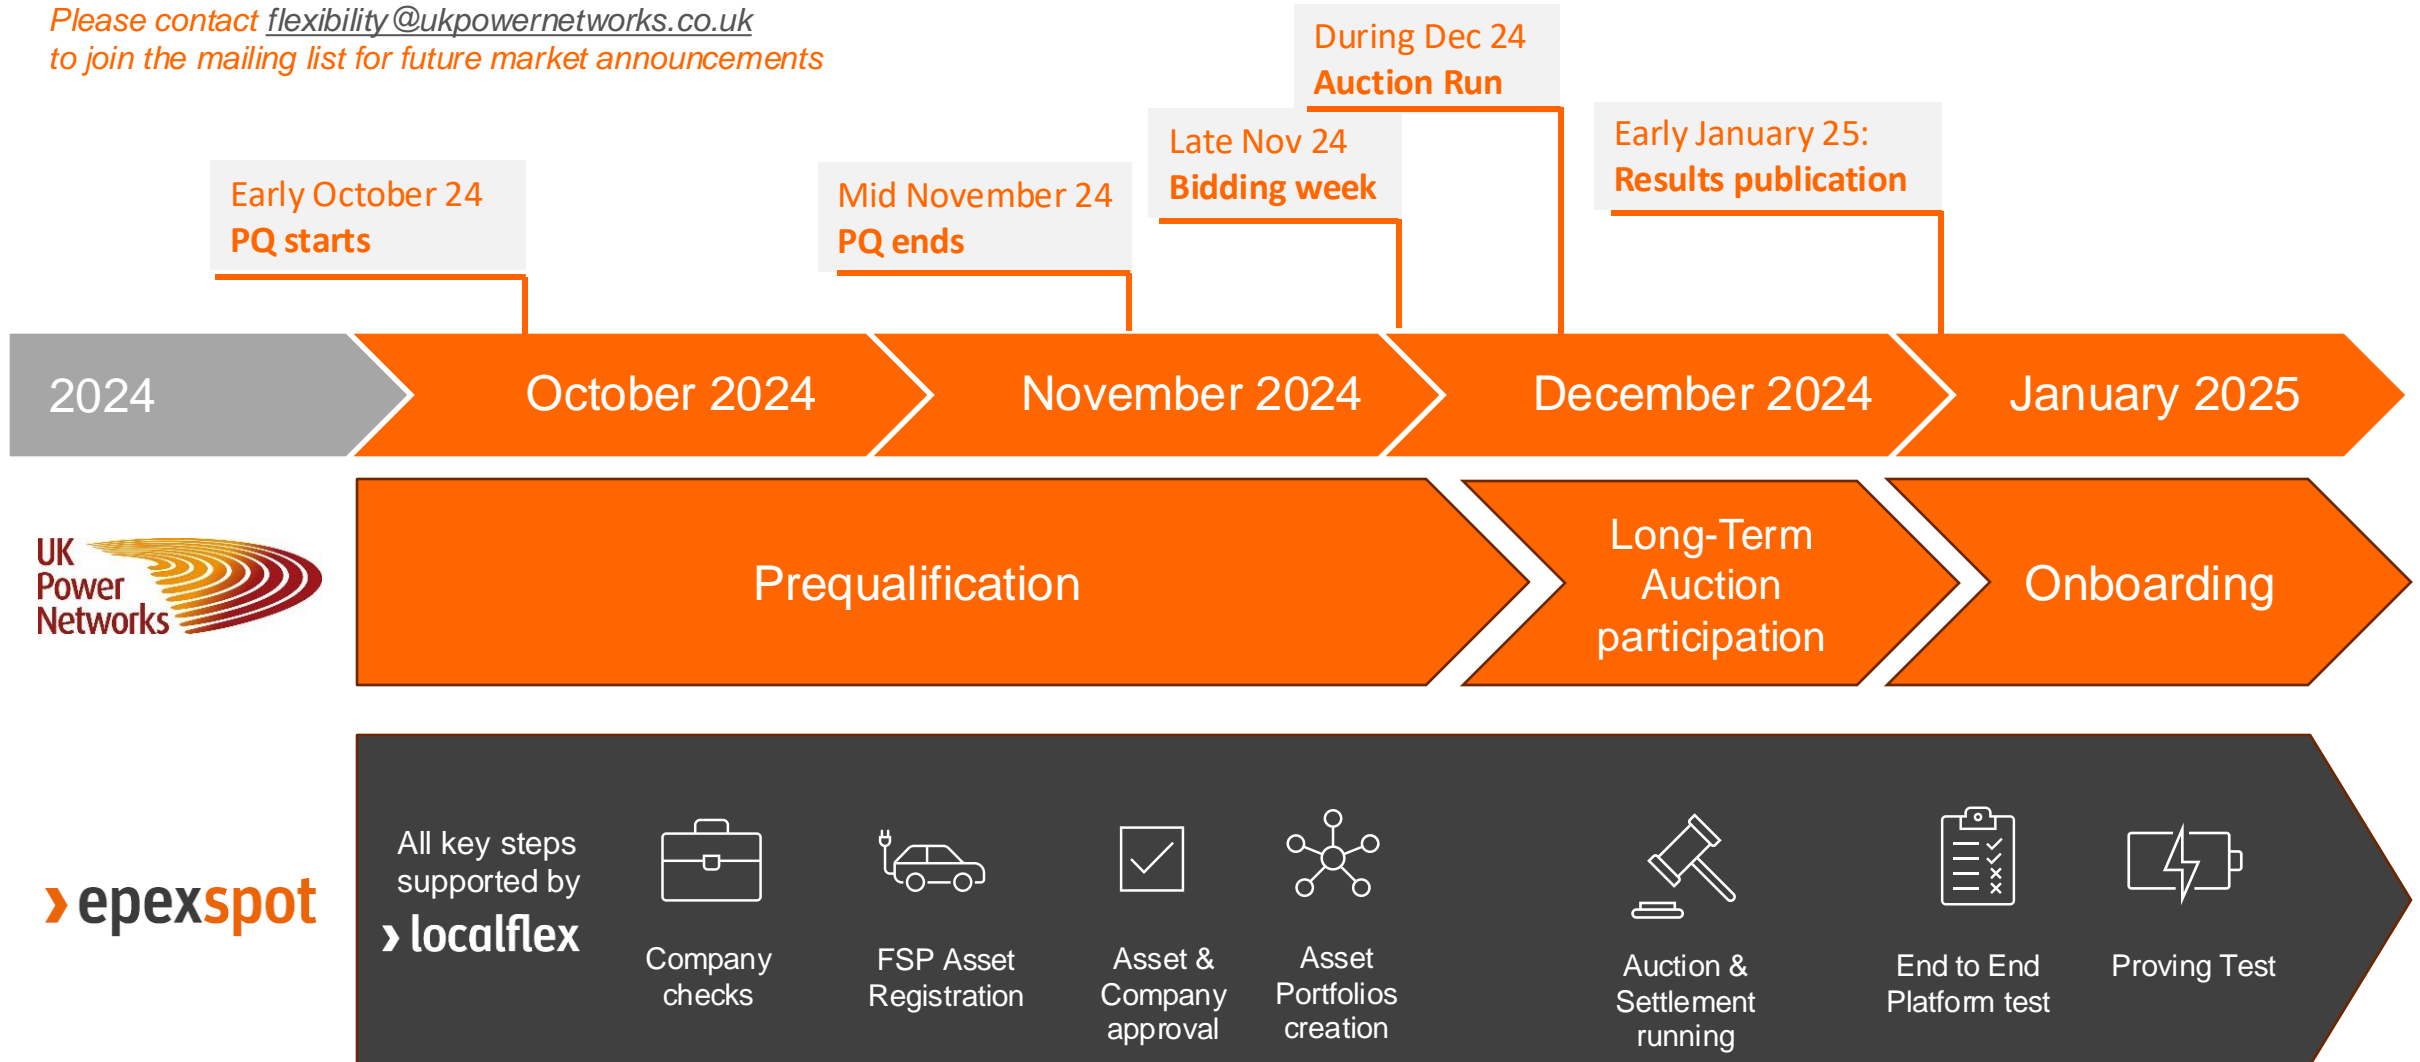 Please contact flexibility@ukpowernetworks.co.uk
to join the mailing list for future market announcements
During Dec 24
Auction Run
Late Nov 24
Bidding week
Early January 25:
Results publication
Early October 24
PQ starts
Mid November 24
PQ ends
2024
October 2024
November 2024
December 2024
January 2025
UK
Power
Networks
Prequalification
Long-Term
Auction
participation
Onboarding
epexspot
All key steps
supported by
localflex
Company
checks
FSP Asset
Registration
Asset &
Company
approval
Asset
Portfolios
creation
Auction &
Settlement
running
End to End
Platform test
Proving Test